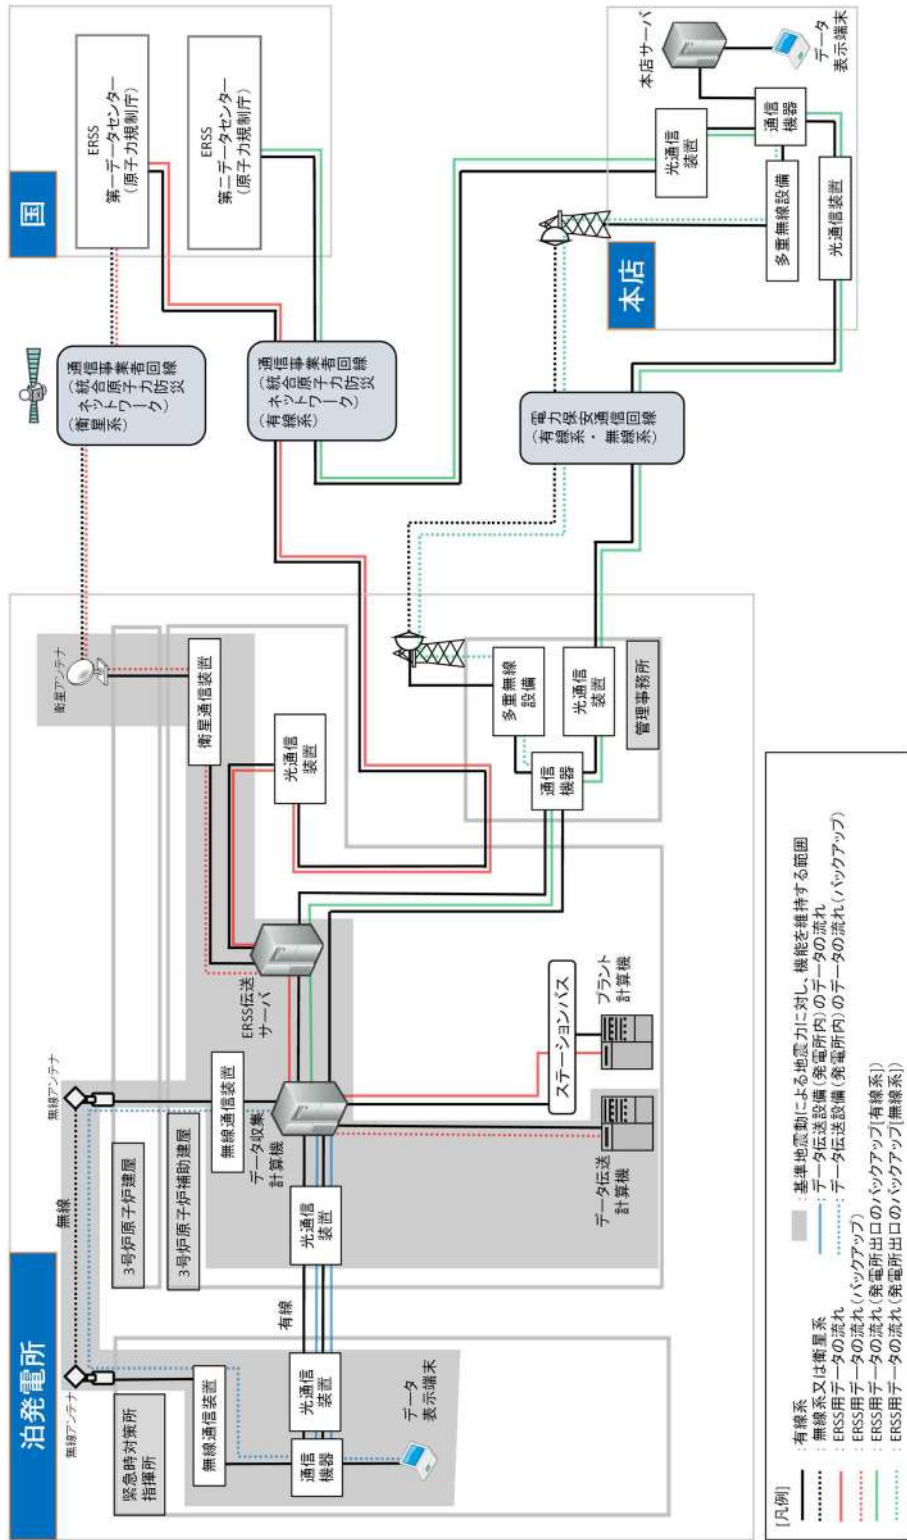 泊発電所
緊急時対策所
指揮所
無線アンテナ
無線通信装置
通信
機器
光通信
装置
データ
表示端末
無線
有線
3号炉原子炉建屋
3号炉原子炉補助建屋
無線アンテナ
無線通信装置
データ収集
計算機
光通信
装置
データ伝送
計算機
ERSS伝送
サーバ
ステーションバス
プラント
計算機
衛星アンテナ
衛星通信装置
光通信
装置
通信
機器
多重無線
設備
光通信
装置
管理事務所
通信事業者回線
(統合原子力防災
ネットワーク)
(衛星系)
通信事業者回線
(統合原子力防災
ネットワーク)
(有線系)
電力保安通信回線
(有線系・無線系)
国
ERSS
第一データセンター
(原子力規制庁)
ERSS
第二データセンター
(原子力規制庁)
本店
光通信
装置
多重無線設備
光通信装置
通信
機器
本店サーバ
データ
表示端末
[凡例]
:有線系
:無線系又は衛星系
:ERSS用データの流れ
:ERSS用データの流れ(バックアップ)
:ERSS用データの流れ(発電所出口のバックアップ[有線系])
:ERSS用データの流れ(発電所出口のバックアップ[無線系])
:基準地震動による地震力に対し、機能を維持する範囲
:データ伝送設備(発電所内)のデータの流れ
:データ伝送設備(発電所内)のデータの流れ(バックアップ)